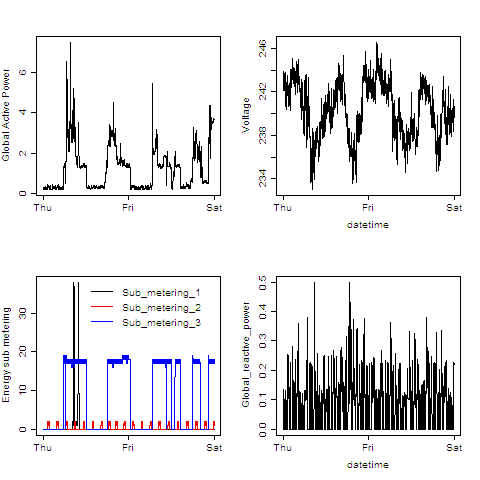 Global Active Power
0 2 4 6
Thu Fri Sat
Voltage
234 238 242 246
Thu Fri Sat
datetime
Energy sub metering
0 10 20 30
Sub_metering_1
Sub_metering_2
Sub_metering_3
Thu Fri Sat
Global_reactive_power
0.0 0.1 0.2 0.3 0.4 0.5
Thu Fri Sat
datetime